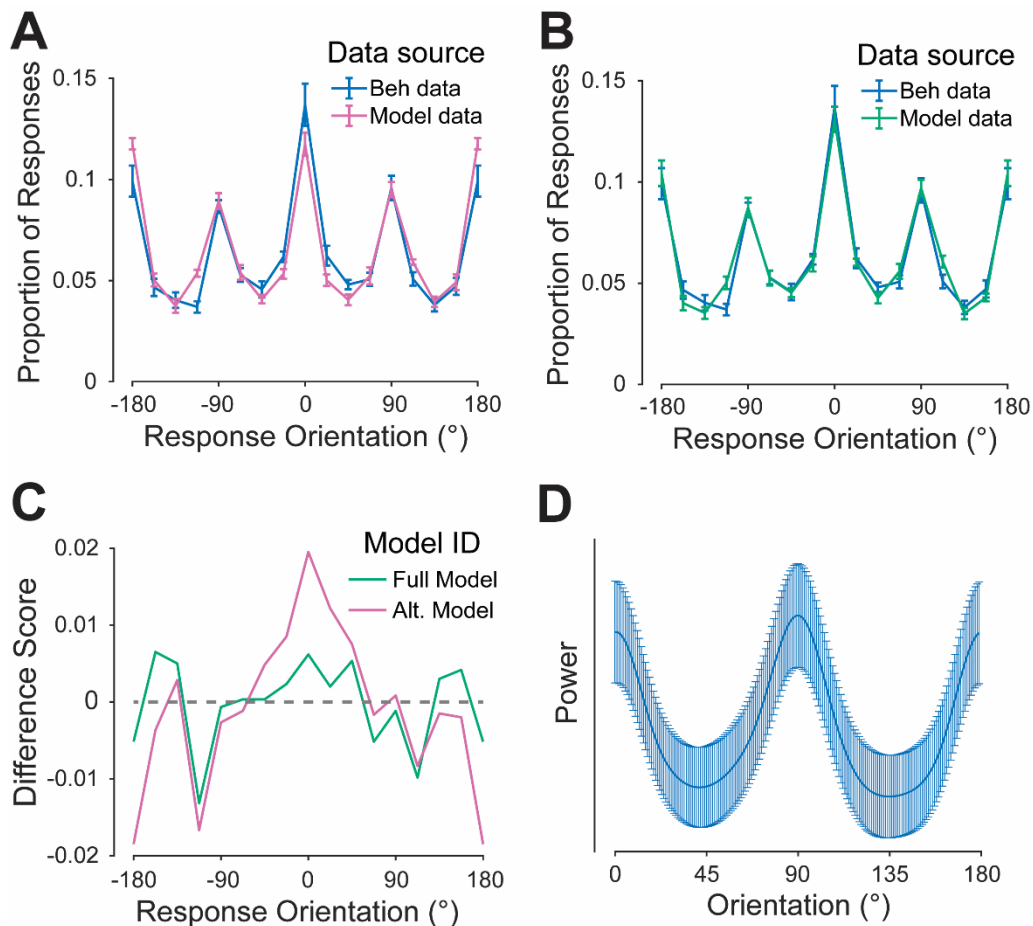 A
Data source
Beh data
Model data
Proportion of Responses
0.15
0.1
0.05
0
-180
-90
0
90
180
Response Orientation (°)
B
Data source
Beh data
Model data
Proportion of Responses
0.15
0.1
0.05
0
-180
-90
0
90
180
Response Orientation (°)
C
Model ID
Full Model
Alt. Model
Difference Score
0.02
0.01
0
-0.01
-0.02
-180
-90
0
90
180
Response Orientation (°)
D
Power
0
45
90
135
180
Orientation (°)